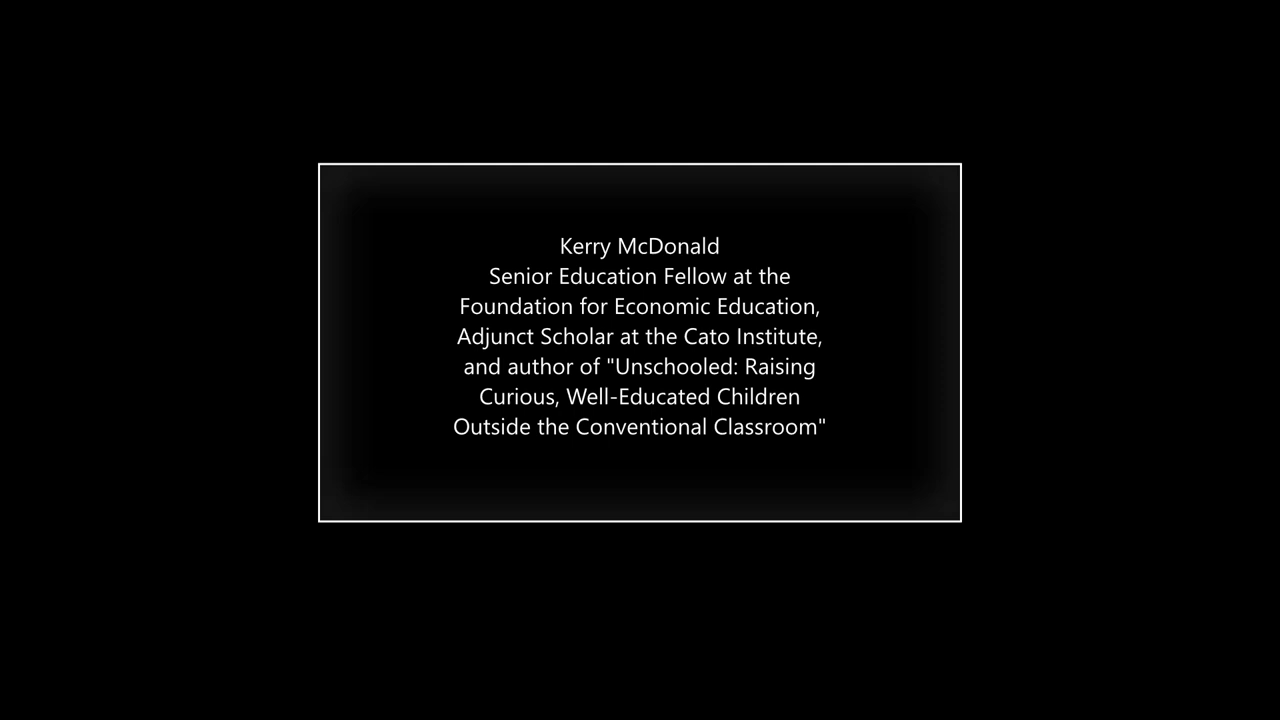 Kerry McDonald
Senior Education Fellow at the
Foundation for Economic Education,
Adjunct Scholar at the Cato Institute,
and author of "Unschooled: Raising
Curious, Well-Educated Children
Outside the Conventional Classroom"